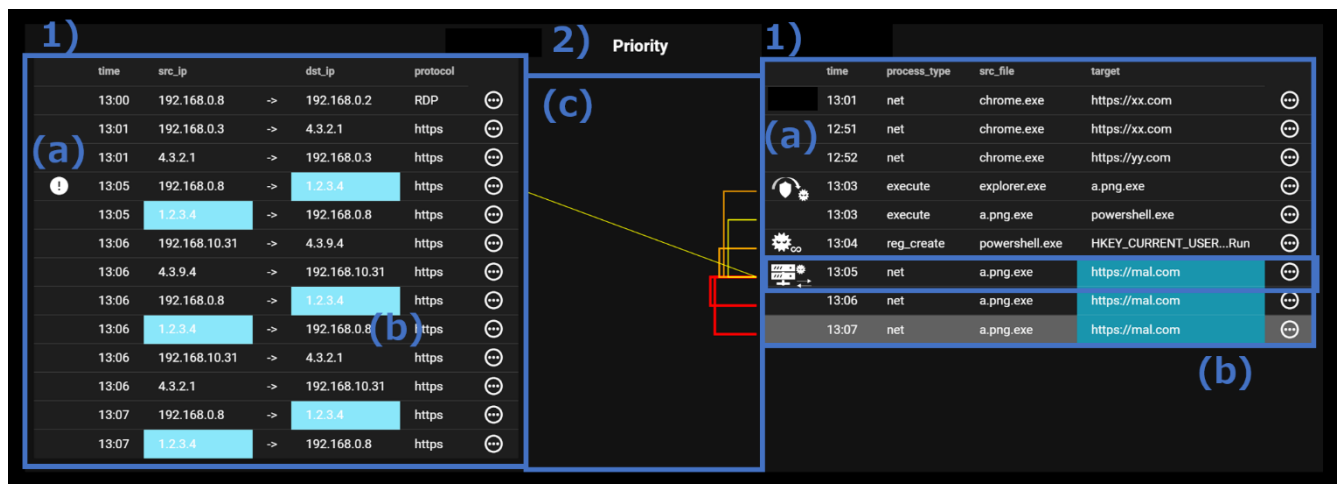 1) 2) Priority 1)
time src_ip dst_ip protocol
13:00 192.168.0.8 -> 192.168.0.2 RDP
13:01 192.168.0.3 -> 4.3.2.1 https
13:01 4.3.2.1 -> 192.168.0.3 https
(a)
13:05 192.168.0.8 -> 1.2.3.4 https
13:05 1.2.3.4 -> 192.168.0.8 https
13:06 192.168.10.31 -> 4.3.9.4 https
13:06 4.3.9.4 -> 192.168.10.31 https
13:06 192.168.0.8 -> 1.2.3.4 https
13:06 1.2.3.4 -> 192.168.0.8 https
(b)
13:06 192.168.10.31 -> 4.3.2.1 https
13:06 4.3.2.1 -> 192.168.10.31 https
13:07 192.168.0.8 -> 1.2.3.4 https
13:07 1.2.3.4 -> 192.168.0.8 https
(c)
time process_type src_file target
13:01 net chrome.exe https://xx.com
(a)
12:51 net chrome.exe https://xx.com
12:52 net chrome.exe https://yy.com
13:03 execute explorer.exe a.png.exe
13:03 execute a.png.exe powershell.exe
13:04 reg_create powershell.exe HKEY_CURRENT_USER...Run
13:05 net a.png.exe https://mal.com
13:06 net a.png.exe https://mal.com
13:07 net a.png.exe https://mal.com
(b)